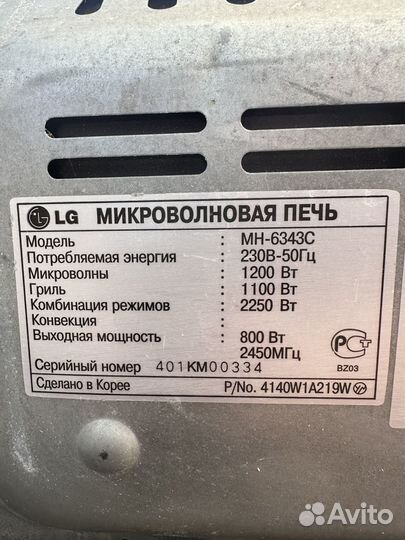 LG МИКРОВОЛНОВАЯ ПЕЧЬ
Модель : MH-6343C
Потребляемая энергия : 230В-50Гц
Микроволны : 1200 Вт
Гриль : 1100 Вт
Комбинация режимов : 2250 Вт
Конвекция :
Выходная мощность : 800 Вт
2450МГц
РСТ
BZ03
Серийный номер 401KM00334
Сделано в Корее P/No. 4140W1A219W
Avito